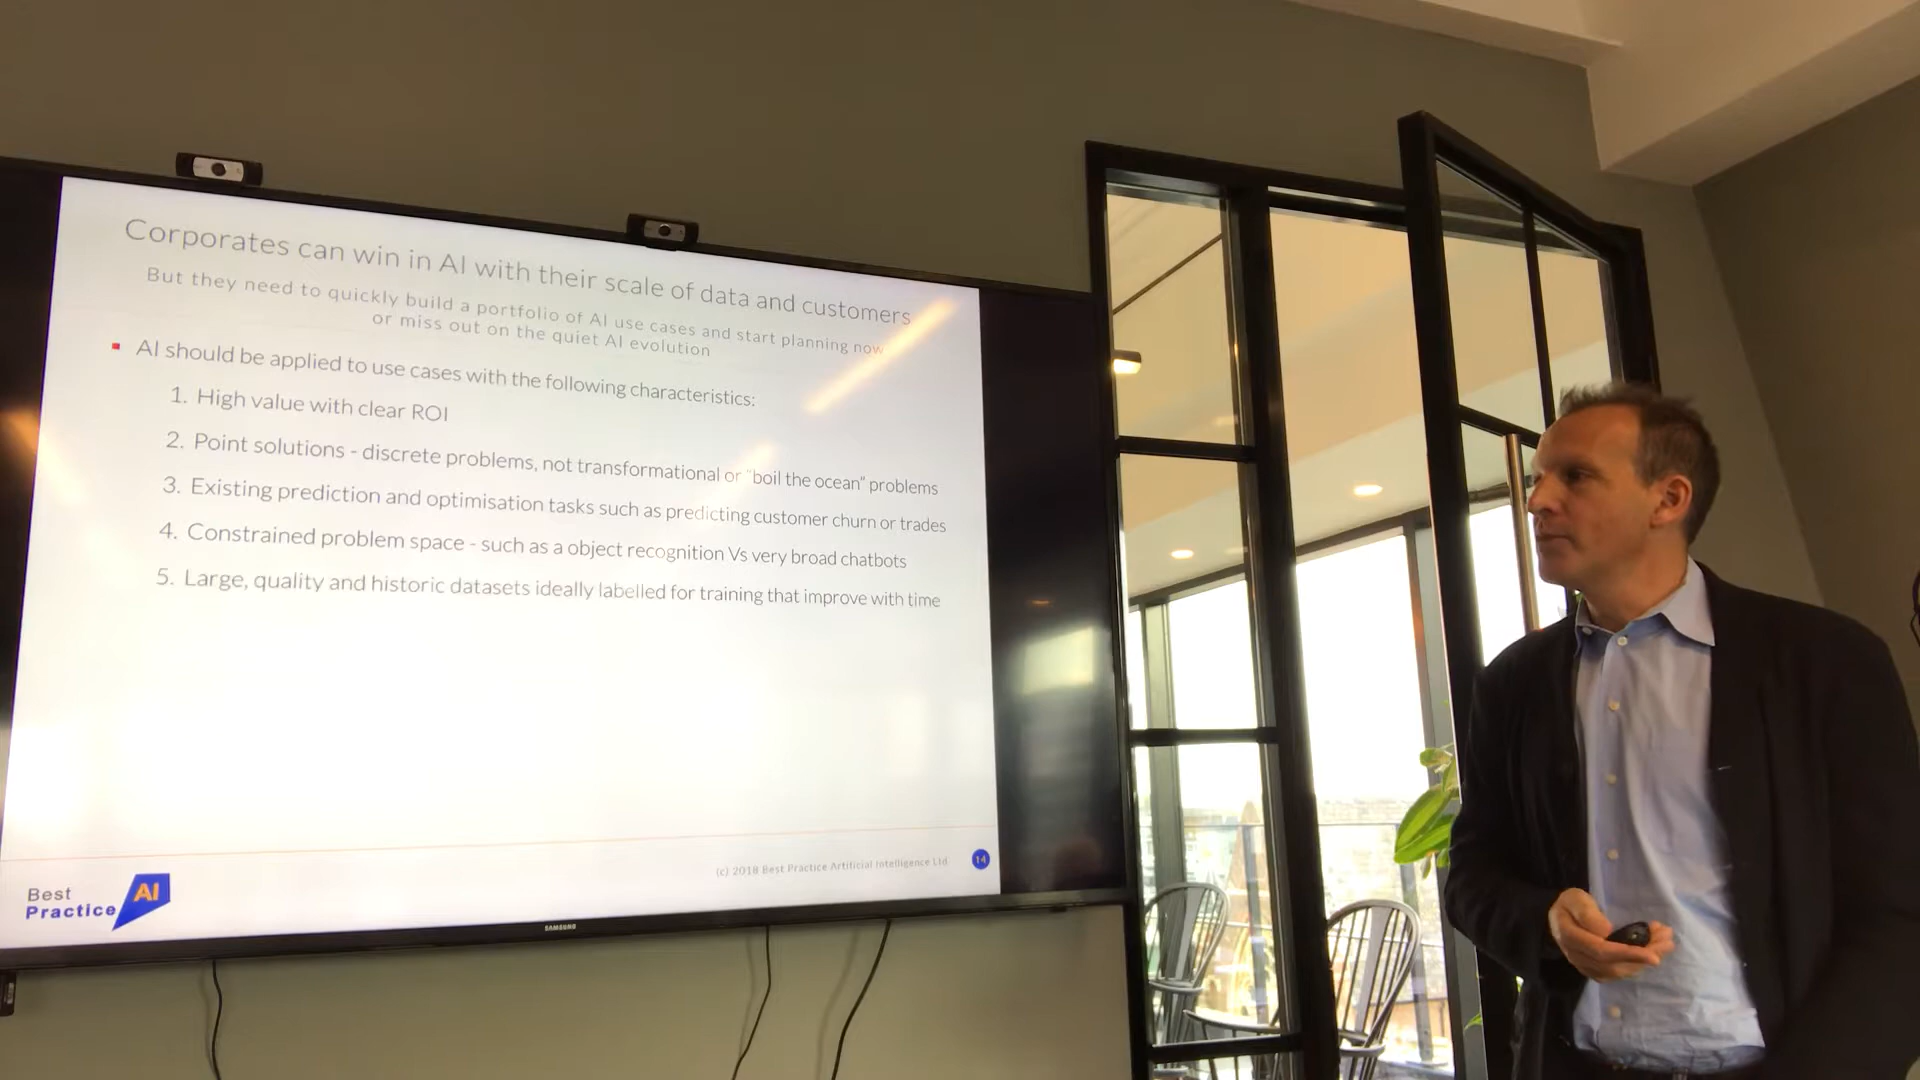 Corporates can win in AI with their scale of data and customers
But they need to quickly build a portfolio of AI use cases and start planning now
or miss out on the quiet AI evolution
AI should be applied to use cases with the following characteristics:
1. High value with clear ROI
2. Point solutions - discrete problems, not transformational or "boil the ocean" problems
3. Existing prediction and optimisation tasks such as predicting customer churn or trades
4. Constrained problem space - such as a object recognition Vs very broad chatbots
5. Large, quality and historic datasets ideally labelled for training that improve with time
(c) 2018 Best Practice Artificial Intelligence Ltd
14
Best
Practice AI
SAMSUNG